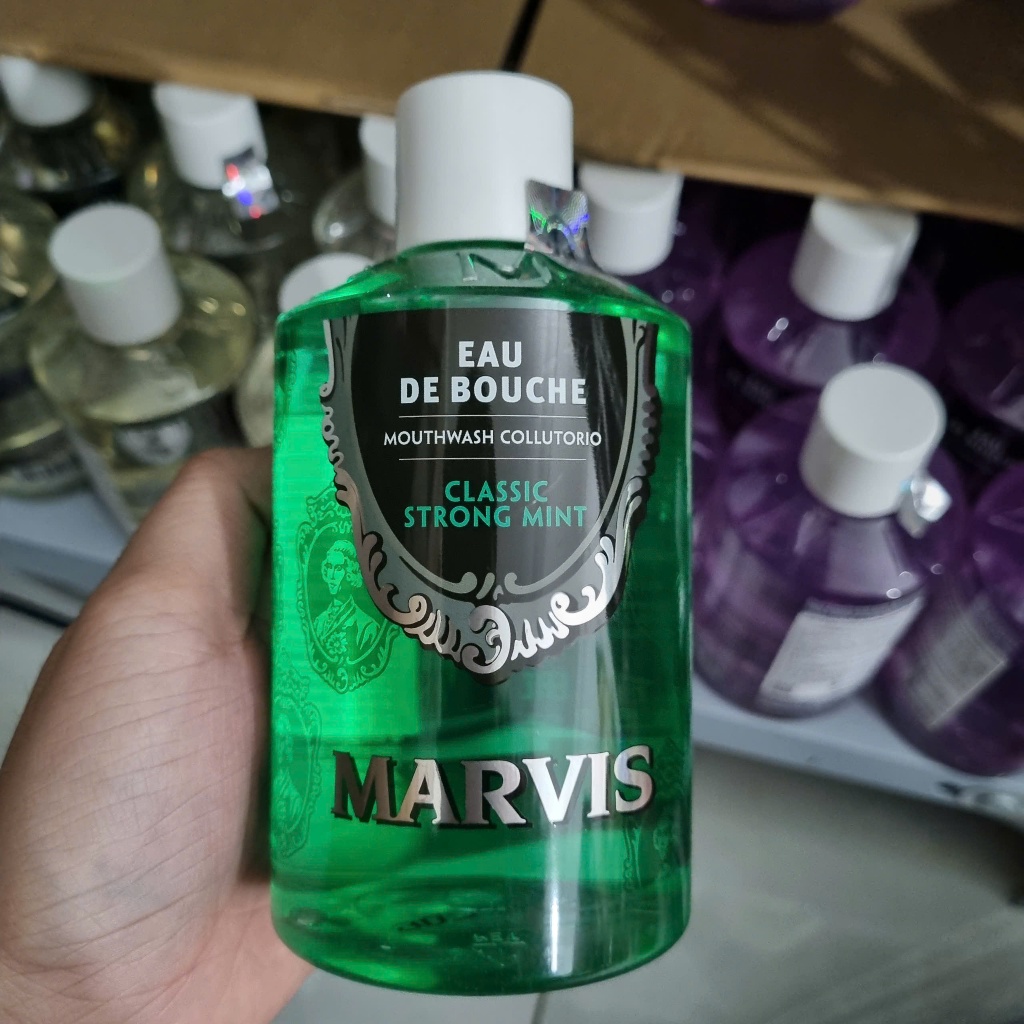 EAU
DE BOUCHE
MOUTHWASH COLLUTORIO
CLASSIC
STRONG MINT
MARVIS